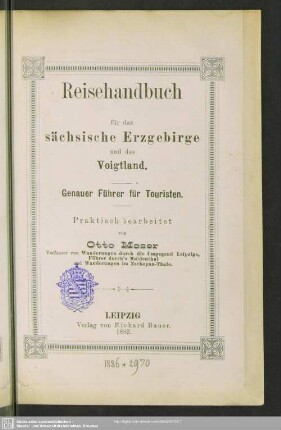 Reisehandbuch
für das
sächsische Erzgebirge
und das
Voigtland.
Genauer Führer für Touristen.
Praktisch bearbeitet
von
Otto Moser
Verfasser von Wanderungen durch die Umgegend Leipzigs,
Führer durch's Muldenthal
und Wanderungen im Zschopau-Thale.
LEIPZIG
Verlag von Richard Bauer.
1882.
1886 * 2970